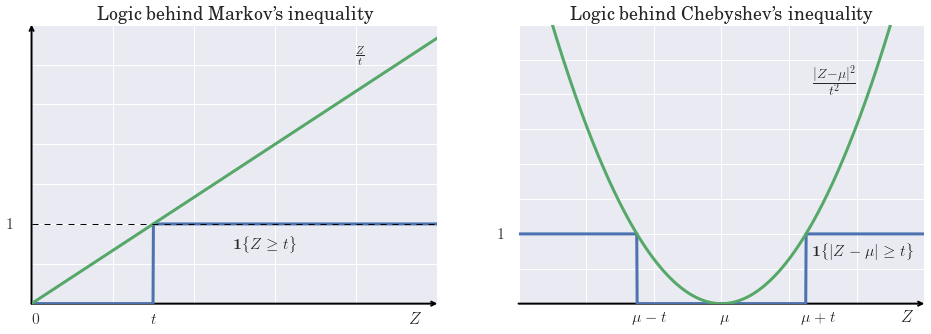 Logic behind Markov's inequality
Z/t
1
1{Z ≥ t}
0
t
Z
Logic behind Chebyshev's inequality
|Z−μ|²/t²
1
1{|Z − μ| ≥ t}
μ − t
μ
μ + t
Z